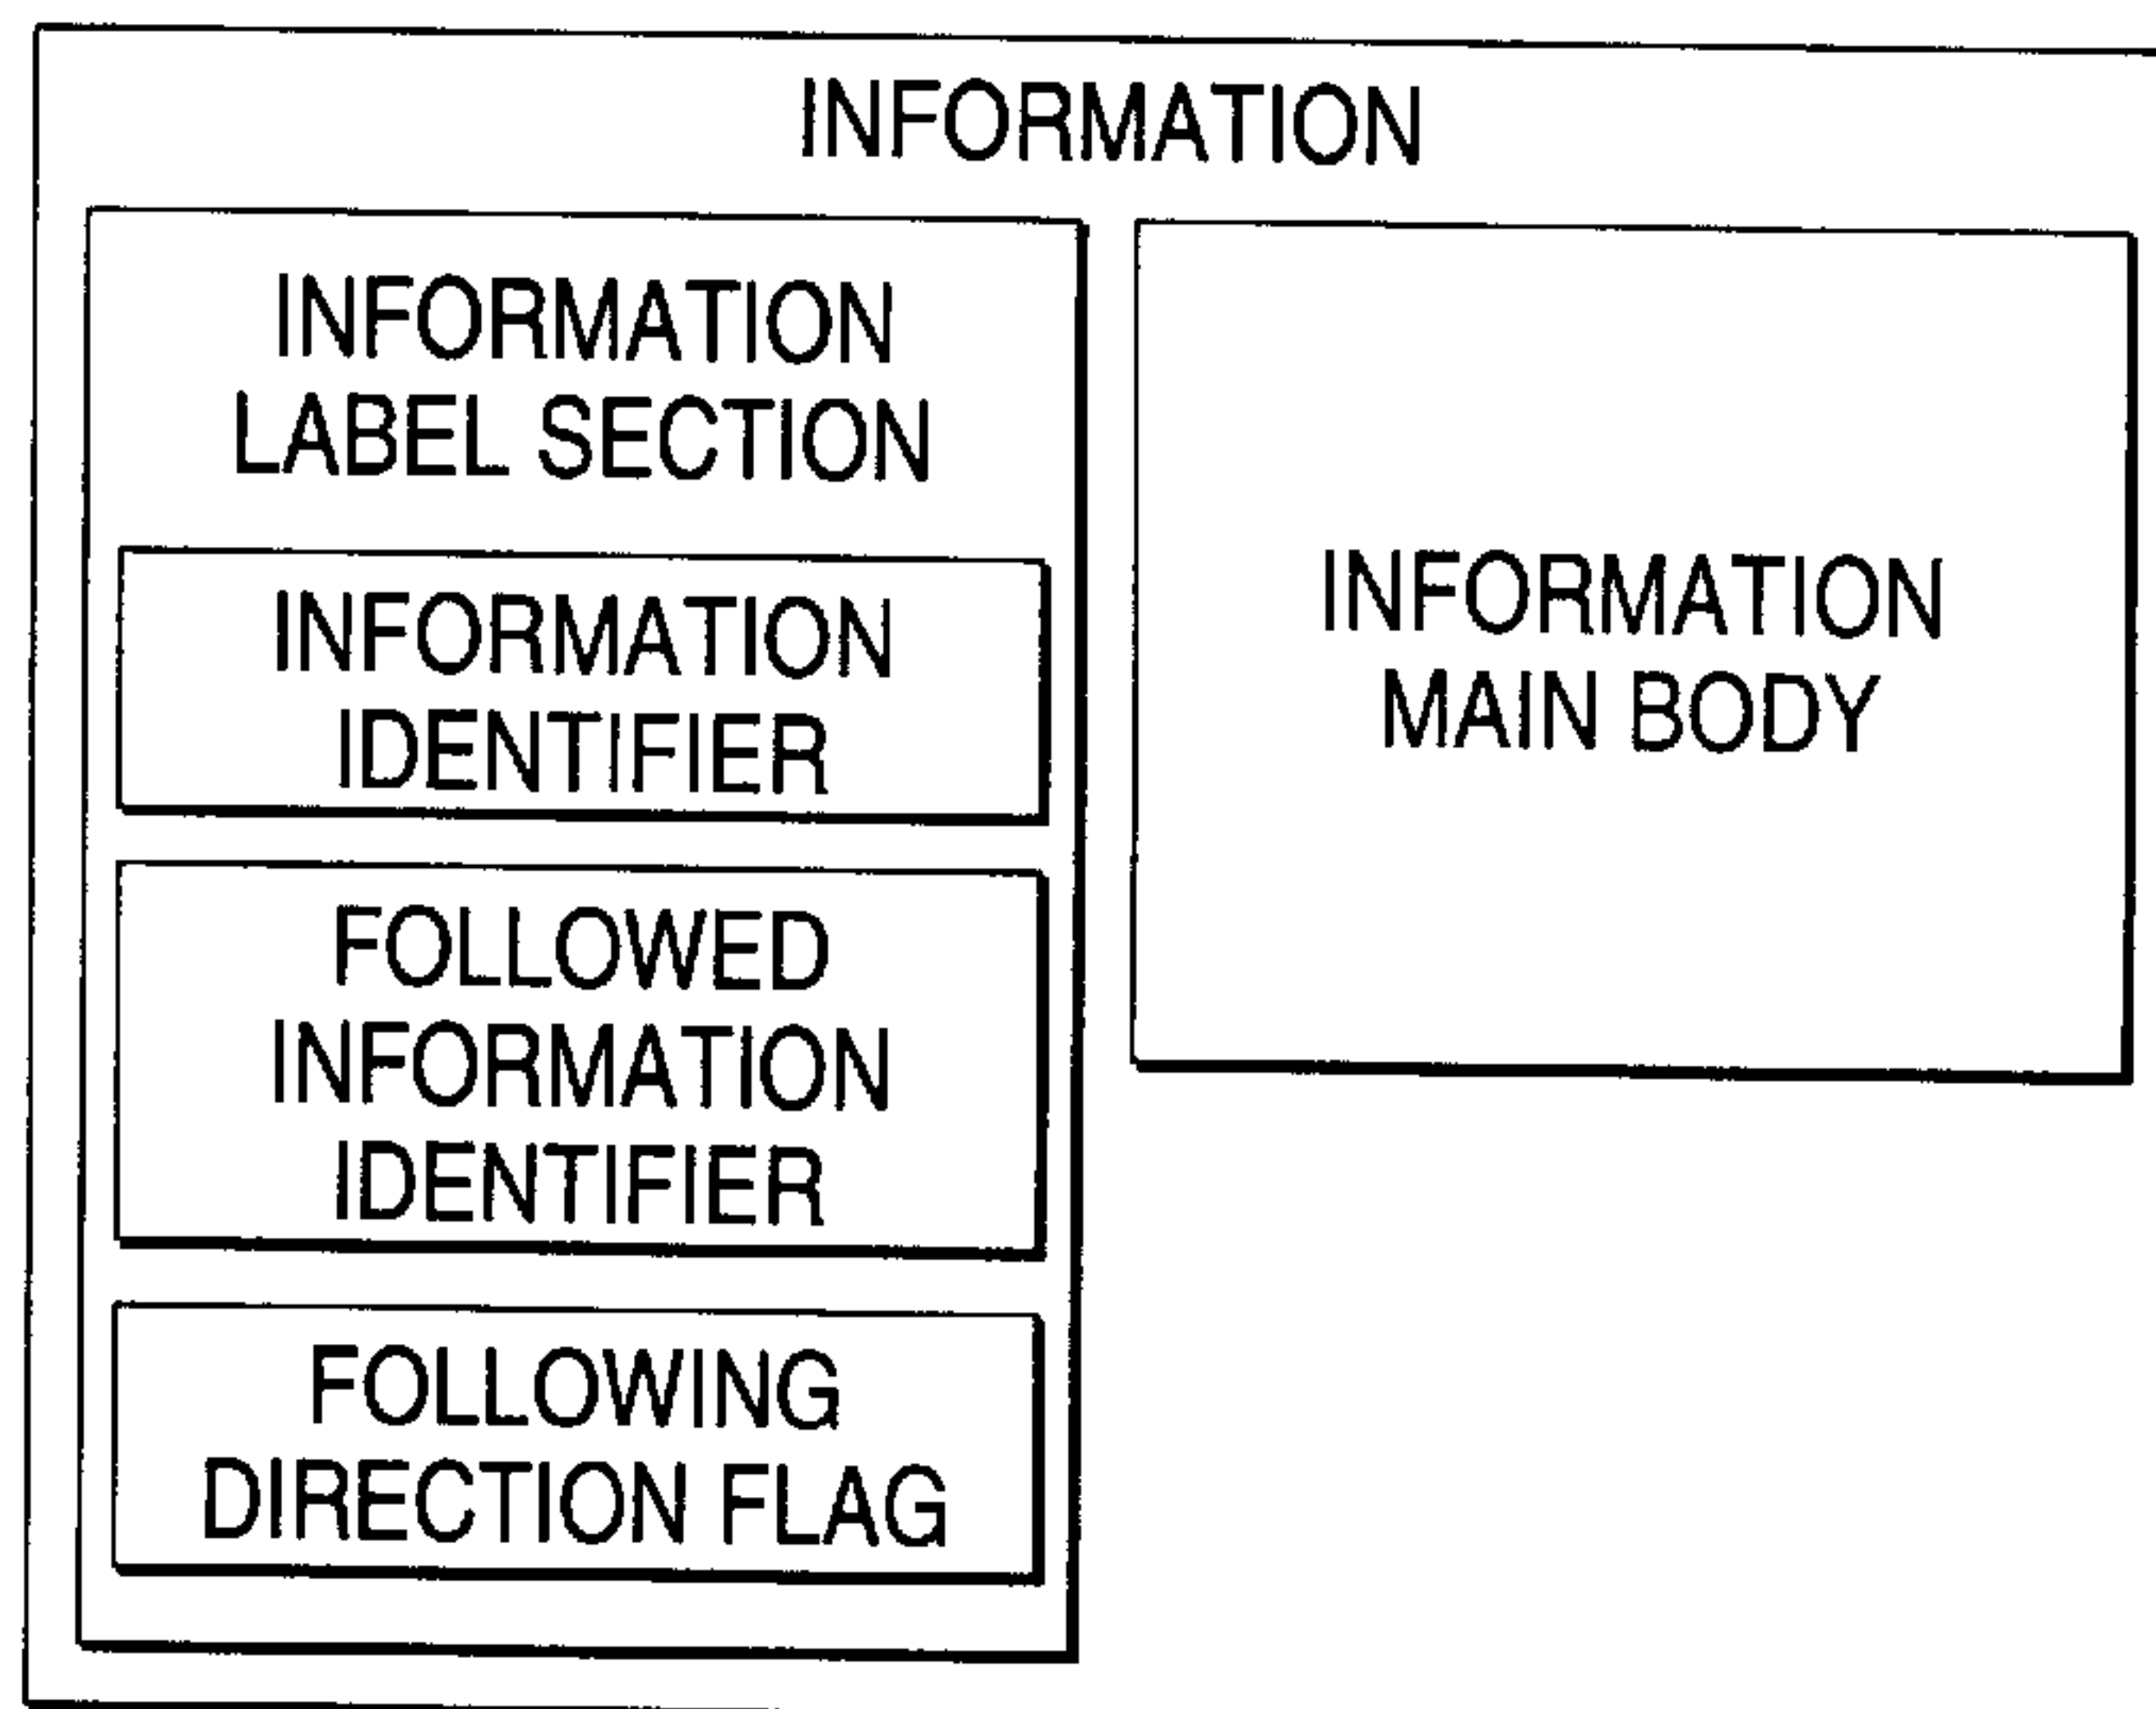 INFORMATION
INFORMATION
LABEL SECTION
INFORMATION
IDENTIFIER
FOLLOWED
INFORMATION
IDENTIFIER
FOLLOWING
DIRECTION FLAG
INFORMATION
MAIN BODY